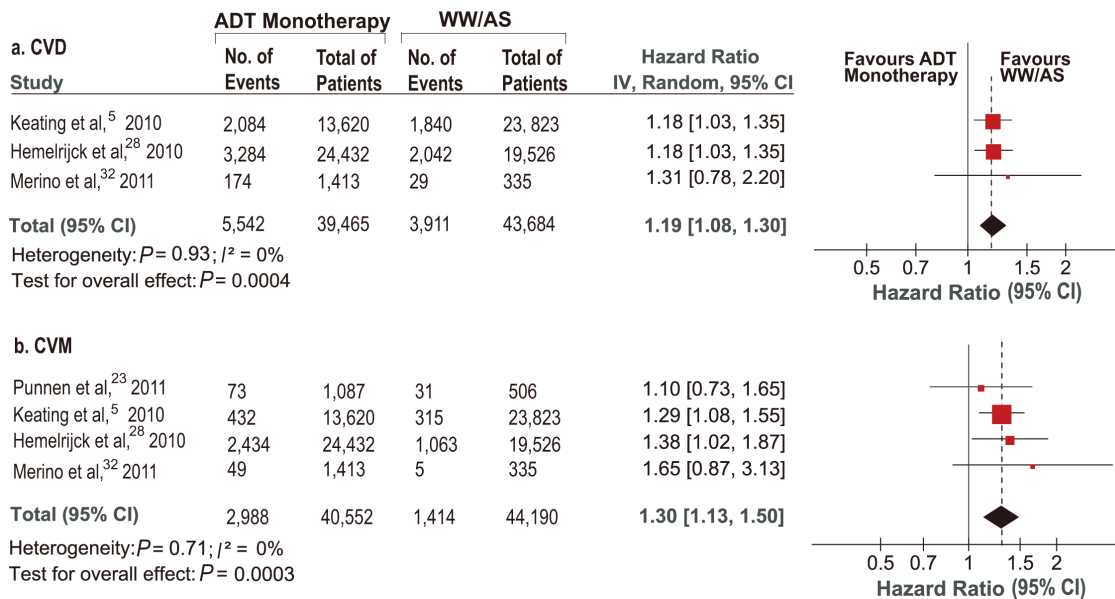 ADT Monotherapy WW/AS
a. CVD No. of Total of No. of Total of Hazard Ratio Favours ADT Favours
Study Events Patients Events Patients IV, Random, 95% CI Monotherapy WW/AS
Keating et al,5 2010 2,084 13,620 1,840 23, 823 1.18 [1.03, 1.35]
Hemelrijck et al,28 2010 3,284 24,432 2,042 19,526 1.18 [1.03, 1.35]
Merino et al,32 2011 174 1,413 29 335 1.31 [0.78, 2.20]
Total (95% CI) 5,542 39,465 3,911 43,684 1.19 [1.08, 1.30]
Heterogeneity: P = 0.93; I² = 0%
Test for overall effect: P = 0.0004
0.5 0.7 1 1.5 2
Hazard Ratio (95% CI)
b. CVM
Punnen et al,23 2011 73 1,087 31 506 1.10 [0.73, 1.65]
Keating et al,5 2010 432 13,620 315 23,823 1.29 [1.08, 1.55]
Hemelrijck et al,28 2010 2,434 24,432 1,063 19,526 1.38 [1.02, 1.87]
Merino et al,32 2011 49 1,413 5 335 1.65 [0.87, 3.13]
Total (95% CI) 2,988 40,552 1,414 44,190 1.30 [1.13, 1.50]
Heterogeneity: P = 0.71; I² = 0%
Test for overall effect: P = 0.0003
0.5 0.7 1 1.5 2
Hazard Ratio (95% CI)